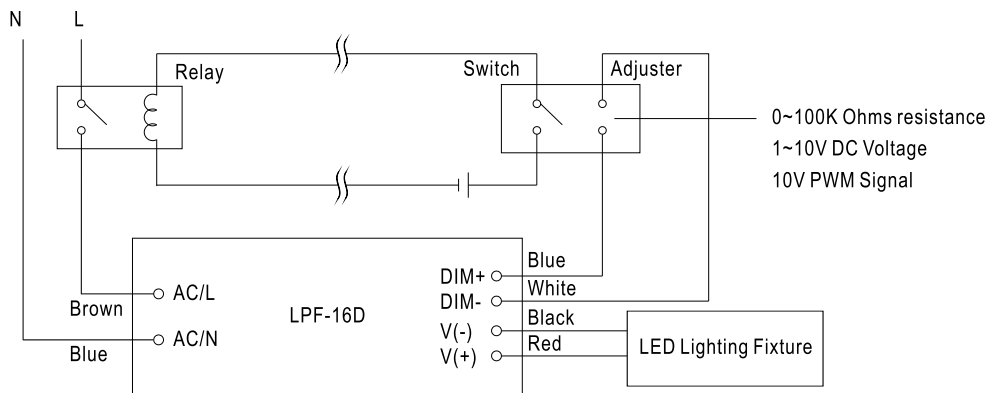 N
L
Relay
Switch
Adjuster
0~100K Ohms resistance
1~10V DC Voltage
10V PWM Signal
Blue
DIM+
White
DIM-
AC/L
Brown
LPF-16D
Black
V(-)
AC/N
Red
Blue
V(+)
LED Lighting Fixture